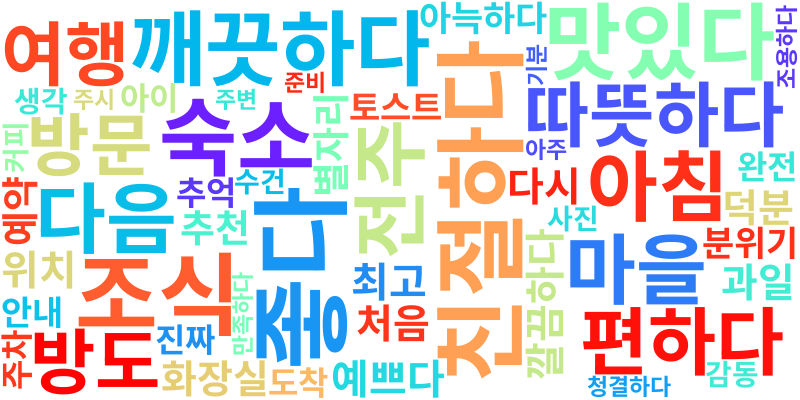 여행
깨끗하다
아늑하다
맛있다
조용하다
기분
준비
생각
주시
아이
주변
토스트
별자리
따뜻하다
커피
방문
숙소
전주
친절하다
아주
다시
아침
완전
예약
다음
추억
수건
추천
사진
덕분
위치
조식
좋다
최고
깔끔하다
마을
분위기
과일
안내
만족하다
처음
편하다
주차
방도
진짜
화장실
도착
예쁘다
청결하다
감동